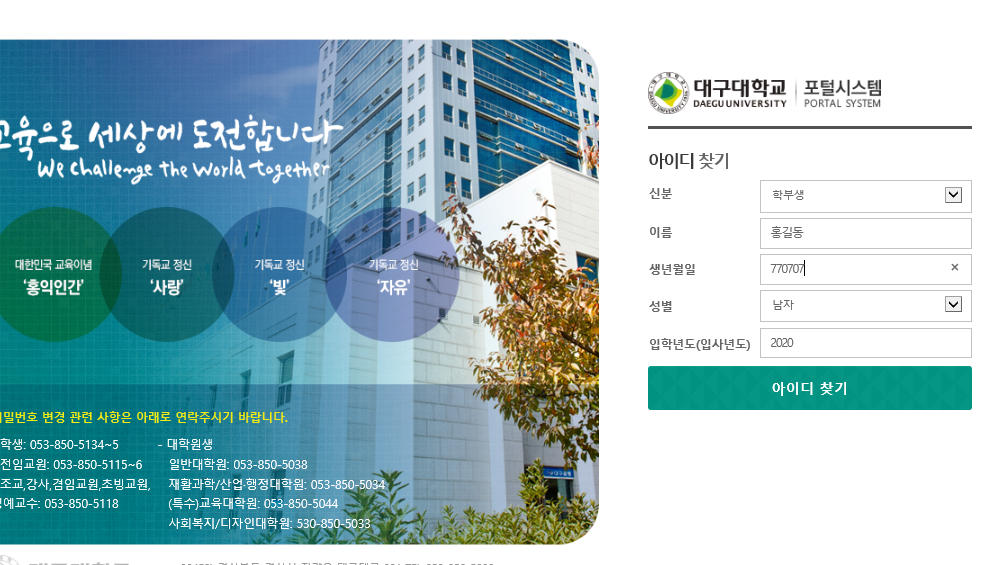 대구대학교 포털시스템
DAEGU UNIVERSITY PORTAL SYSTEM
교육으로 세상에 도전합니다
We challenge the world together
아이디 찾기
신분 학부생
이름 홍길동
생년월일 770707 ×
성별 남자
입학년도(입사년도) 2020
아이디 찾기
대한민국 교육이념
'홍익인간'
기독교 정신
'사랑'
기독교 정신
'빛'
기독교 정신
'자유'
비밀번호 변경 관련 사항은 아래로 연락주시기 바랍니다.
학생: 053-850-5134~5
전임교원: 053-850-5115~6
조교,강사,겸임교원,초빙교원,
명예교수: 053-850-5118
- 대학원생
일반대학원: 053-850-5038
재활과학/산업·행정대학원: 053-850-5034
(특수)교육대학원: 053-850-5044
사회복지/디자인대학원: 530-850-5033